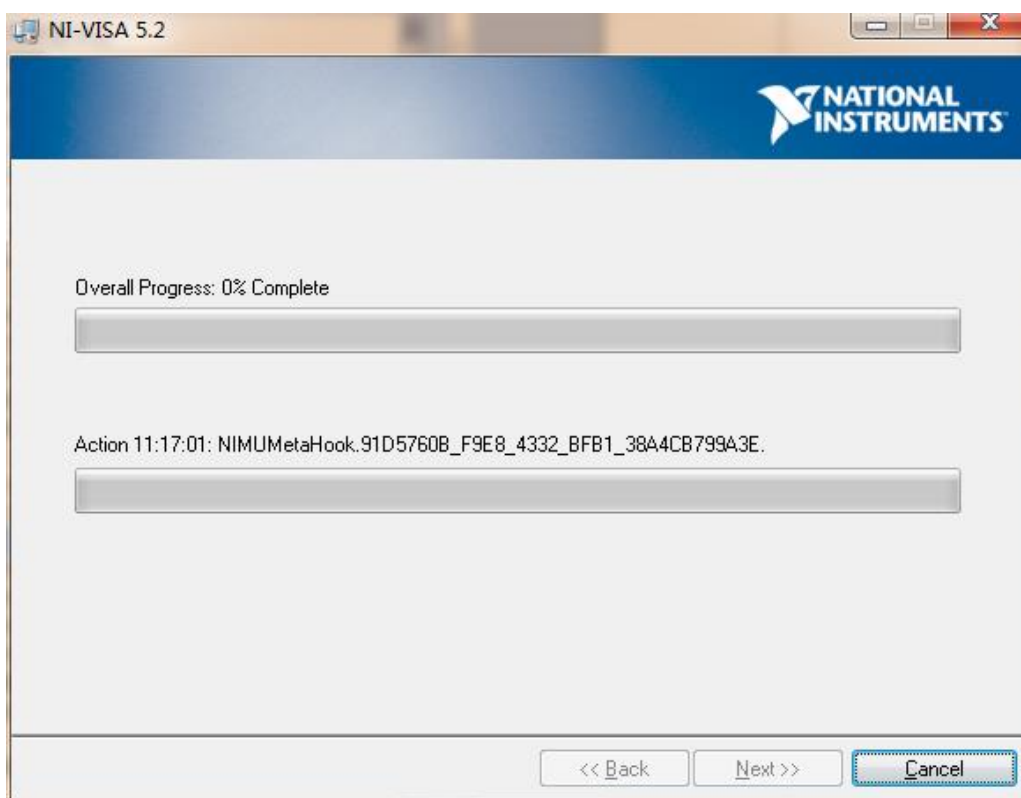 NI-VISA 5.2
NATIONAL
INSTRUMENTS
Overall Progress: 0% Complete
Action 11:17:01: NIMUMetaHook.91D5760B_F9E8_4332_BFB1_38A4CB799A3E.
<< Back Next >> Cancel